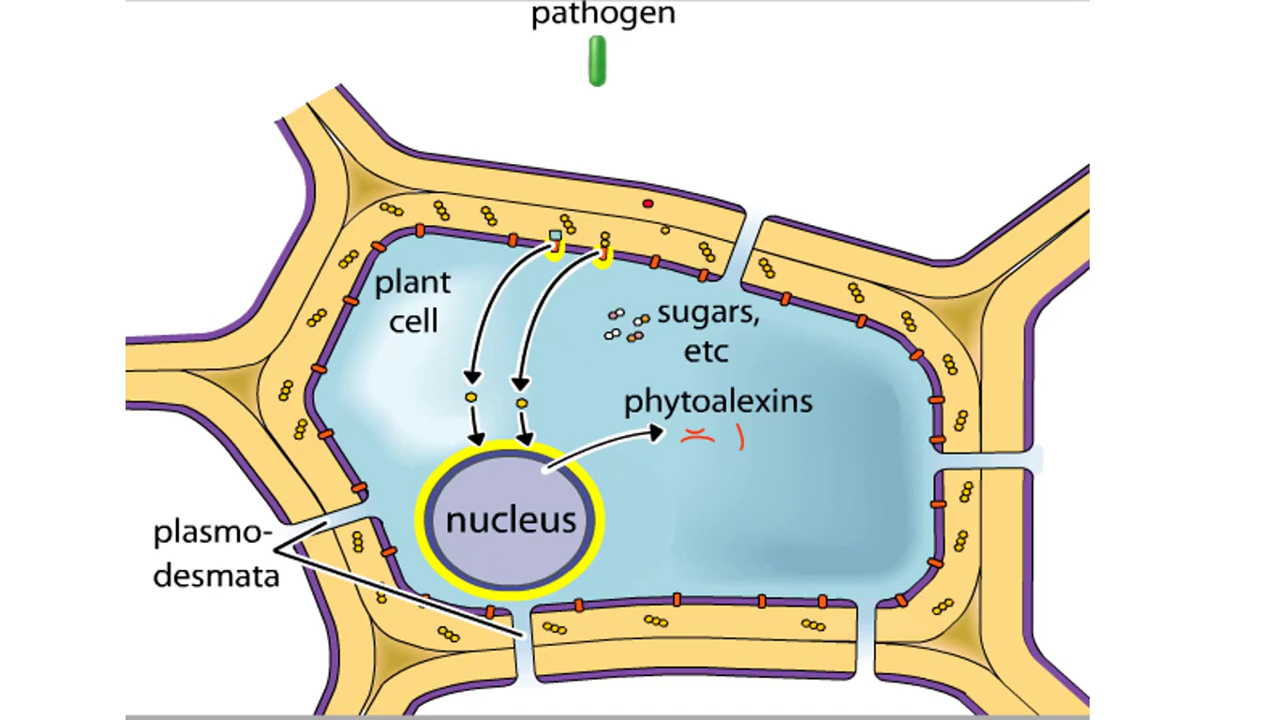 pathogen
plant
cell
sugars,
etc
phytoalexins
nucleus
plasmo-
desmata